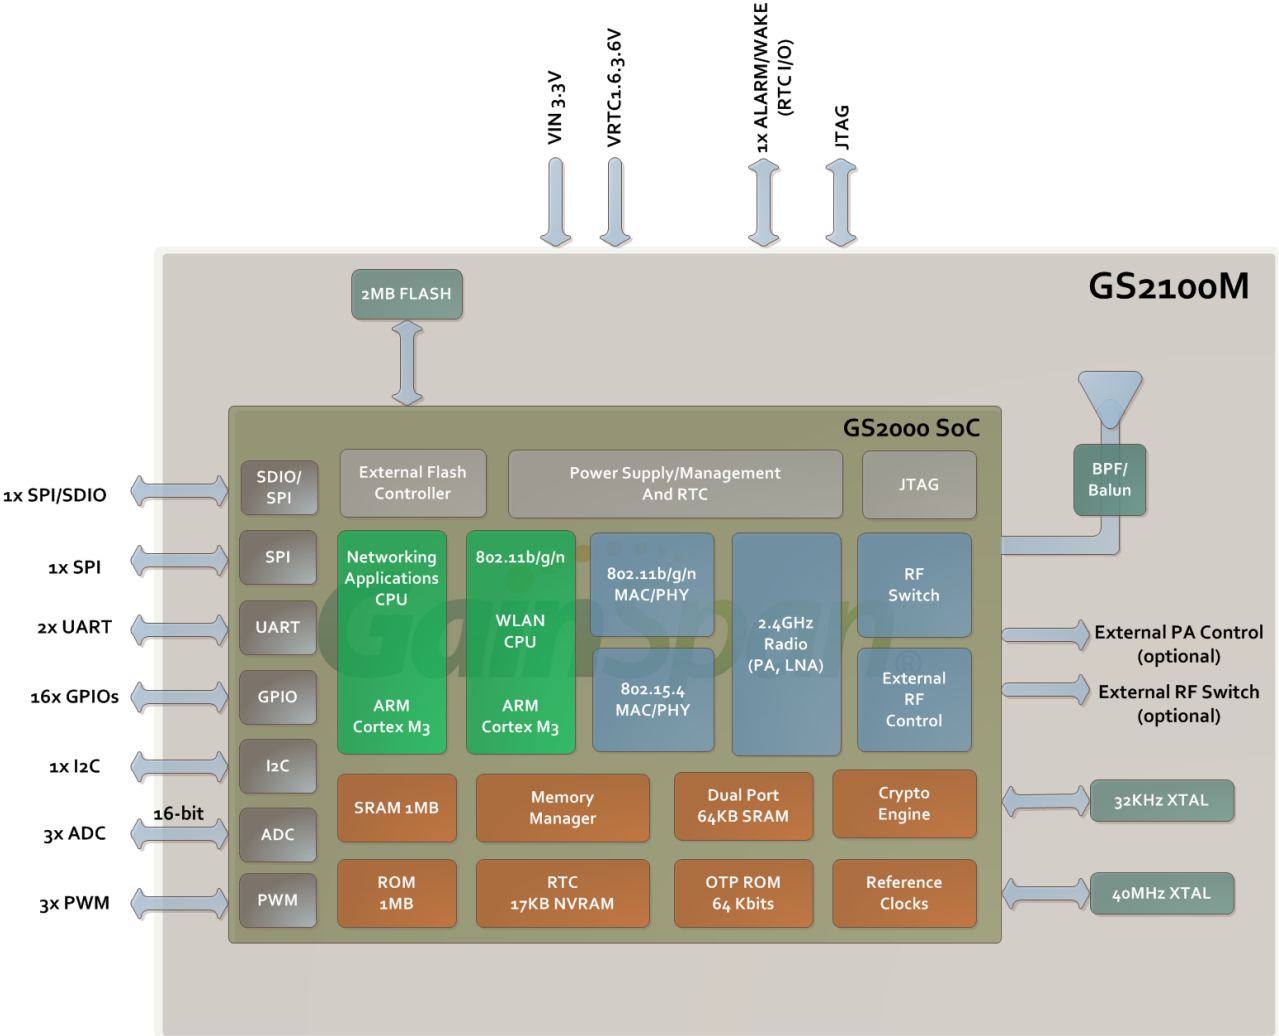 VIN 3.3V
VRTC1.6.3.6V
1x ALARM/WAKE
(RTC I/O)
JTAG
GS2100M
2MB FLASH
GS2000 SoC
BPF/
Balun
1x SPI/SDIO
1x SPI
2x UART
16x GPIOs
1x I2C
16-bit
3x ADC
3x PWM
SDIO/
SPI
SPI
UART
GPIO
I2C
ADC
PWM
External Flash
Controller
Power Supply/Management
And RTC
JTAG
Networking
Applications
CPU
ARM
Cortex M3
802.11b/g/n
WLAN
CPU
ARM
Cortex M3
802.11b/g/n
MAC/PHY
802.15.4
MAC/PHY
2.4GHz
Radio
(PA, LNA)
RF
Switch
External
RF
Control
GainSpan®
SRAM 1MB
Memory
Manager
Dual Port
64KB SRAM
Crypto
Engine
ROM
1MB
RTC
17KB NVRAM
OTP ROM
64 Kbits
Reference
Clocks
External PA Control
(optional)
External RF Switch
(optional)
32KHz XTAL
40MHz XTAL